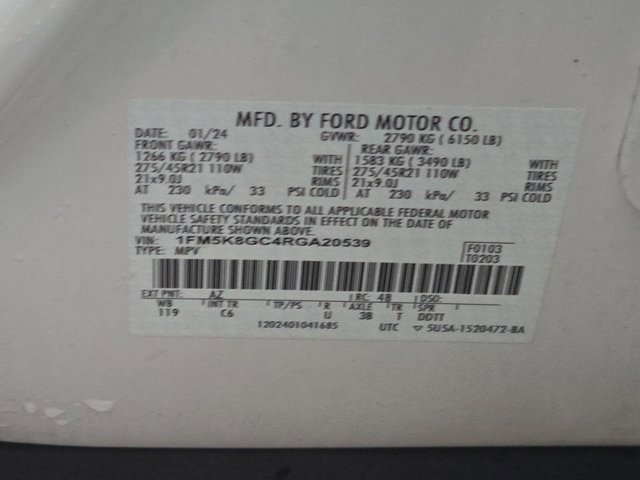 MFD. BY FORD MOTOR CO.
DATE: 01/24 GVWR: 2790 KG ( 6150 LB)
FRONT GAWR: REAR GAWR:
1266 KG ( 2790 LB) WITH 1583 KG ( 3490 LB) WITH
275/45R21 110W TIRES 275/45R21 110W TIRES
21x9.0J RIMS 21x9.0J RIMS
AT 230 kPa/ 33 PSI COLD AT 230 kPa/ 33 PSI COLD
THIS VEHICLE CONFORMS TO ALL APPLICABLE FEDERAL MOTOR
VEHICLE SAFETY STANDARDS IN EFFECT ON THE DATE OF
MANUFACTURE SHOWN ABOVE.
VIN: 1FM5K8GC4RGA20539 F0103
TYPE: MPV T0203
EXT PNT: AZ RC: 48 DSO:
WB INT TR TP/PS R AXLE TR SPR
119 C6 U 3B T DDTT
1202401041685 UTC ▽ 5U5A-1520472-BA